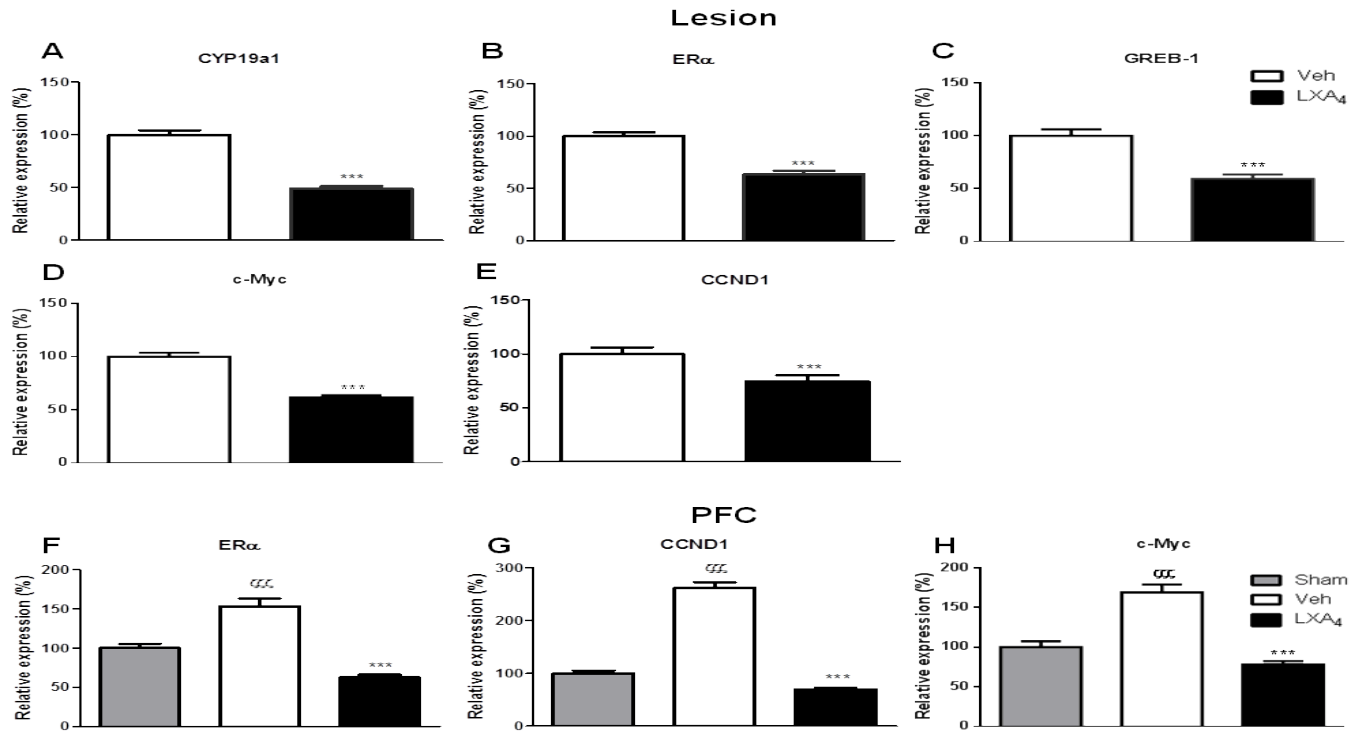 Lesion
A
CYP19a1
Relative expression (%)
150
100
50
0
***
B
ERα
Relative expression (%)
150
100
50
0
***
C
GREB-1
Relative expression (%)
150
100
50
0
***
Veh
LXA₄
D
c-Myc
Relative expression (%)
150
100
50
0
***
E
CCND1
Relative expression (%)
150
100
50
0
***
PFC
F
ERα
Relative expression (%)
200
150
100
50
0
***
G
CCND1
Relative expression (%)
300
200
100
0
***
H
c-Myc
Relative expression (%)
200
150
100
50
0
***
Sham
Veh
LXA₄